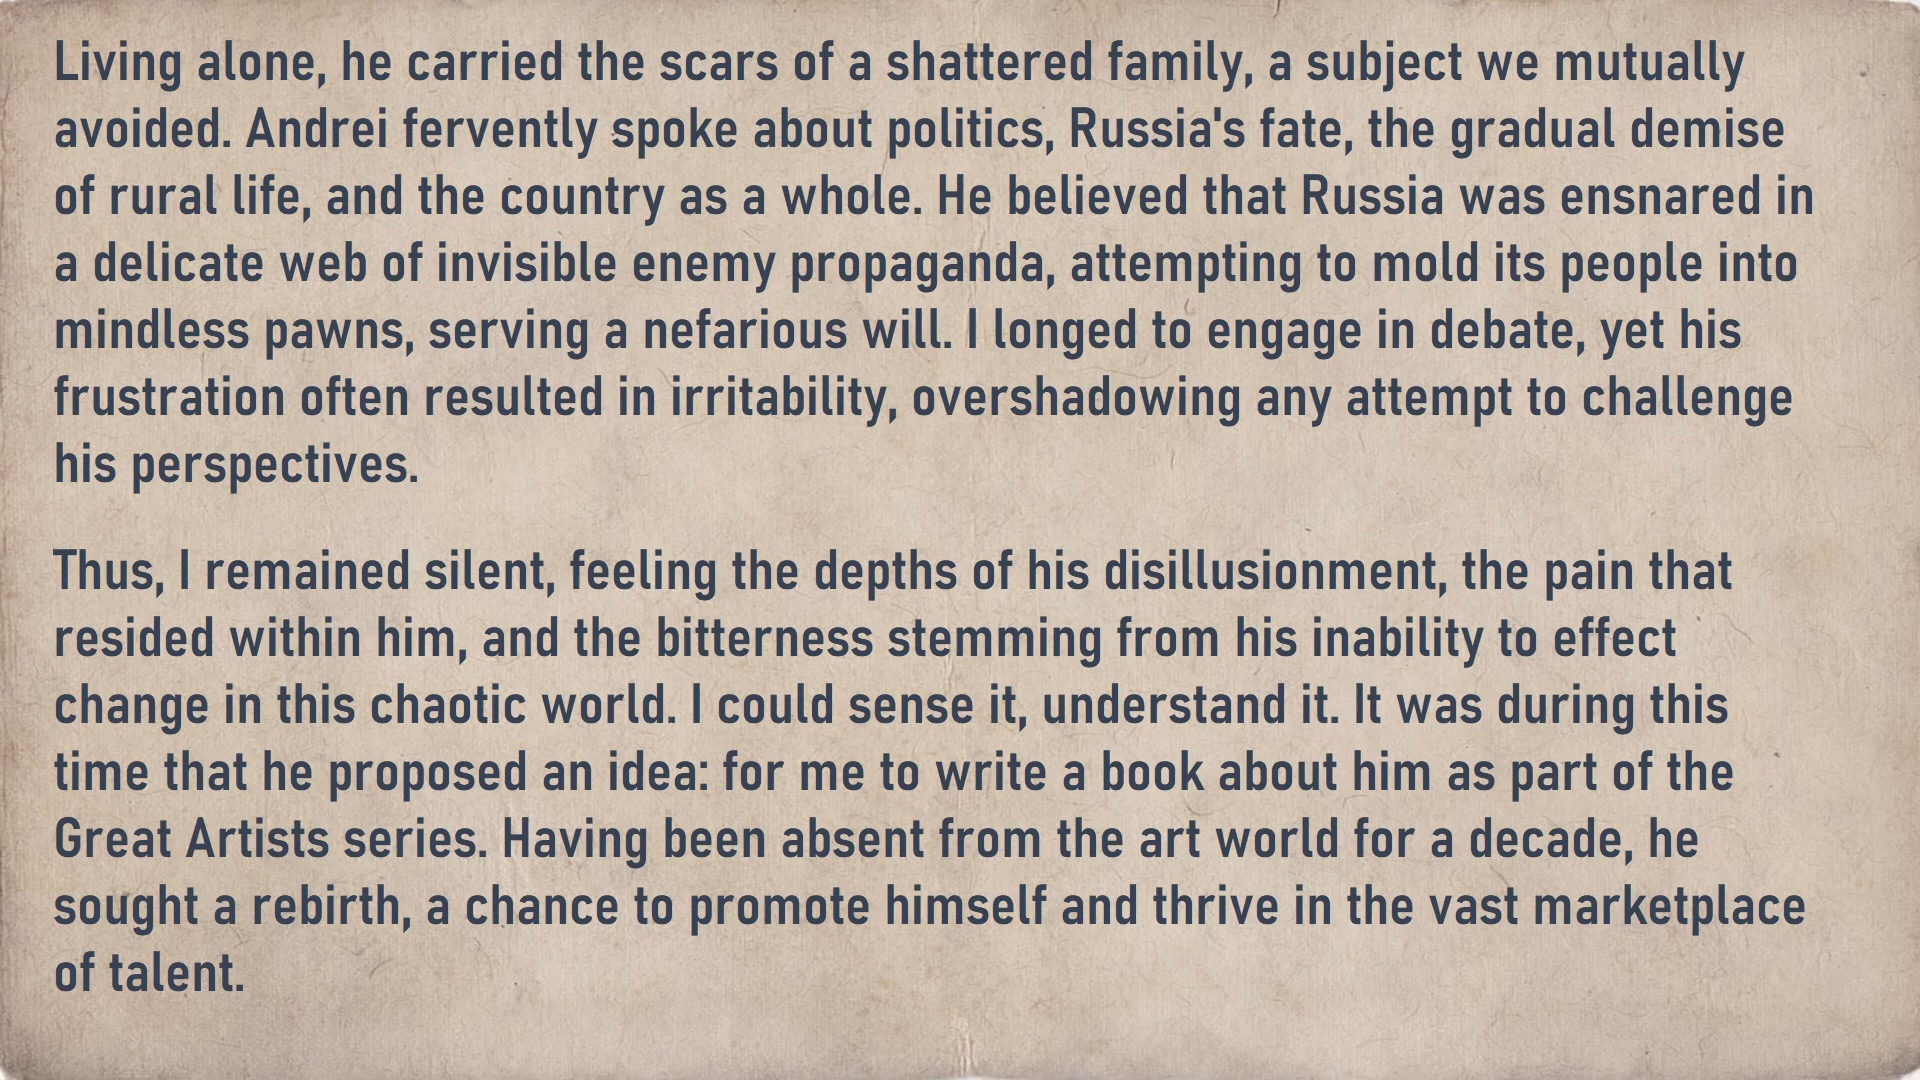 Living alone, he carried the scars of a shattered family, a subject we mutually
avoided. Andrei fervently spoke about politics, Russia's fate, the gradual demise
of rural life, and the country as a whole. He believed that Russia was ensnared in
a delicate web of invisible enemy propaganda, attempting to mold its people into
mindless pawns, serving a nefarious will. I longed to engage in debate, yet his
frustration often resulted in irritability, overshadowing any attempt to challenge
his perspectives.
Thus, I remained silent, feeling the depths of his disillusionment, the pain that
resided within him, and the bitterness stemming from his inability to effect
change in this chaotic world. I could sense it, understand it. It was during this
time that he proposed an idea: for me to write a book about him as part of the
Great Artists series. Having been absent from the art world for a decade, he
sought a rebirth, a chance to promote himself and thrive in the vast marketplace
of talent.